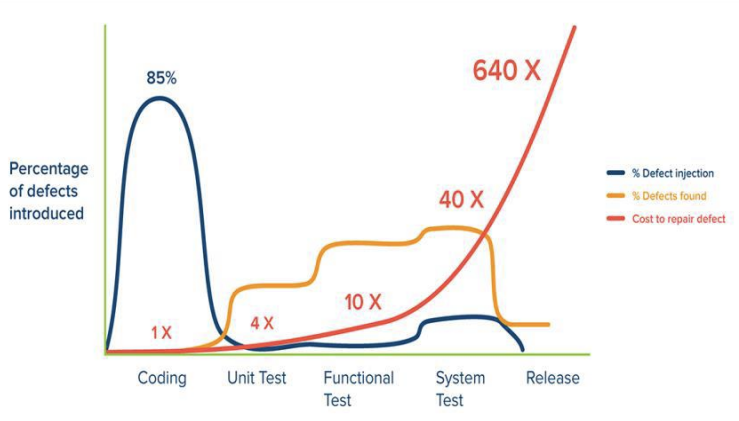 85%
640 X
Percentage
of defects
introduced
% Defect injection
% Defects found
Cost to repair defect
40 X
10 X
4 X
1 X
Coding
Unit Test
Functional
Test
System
Test
Release